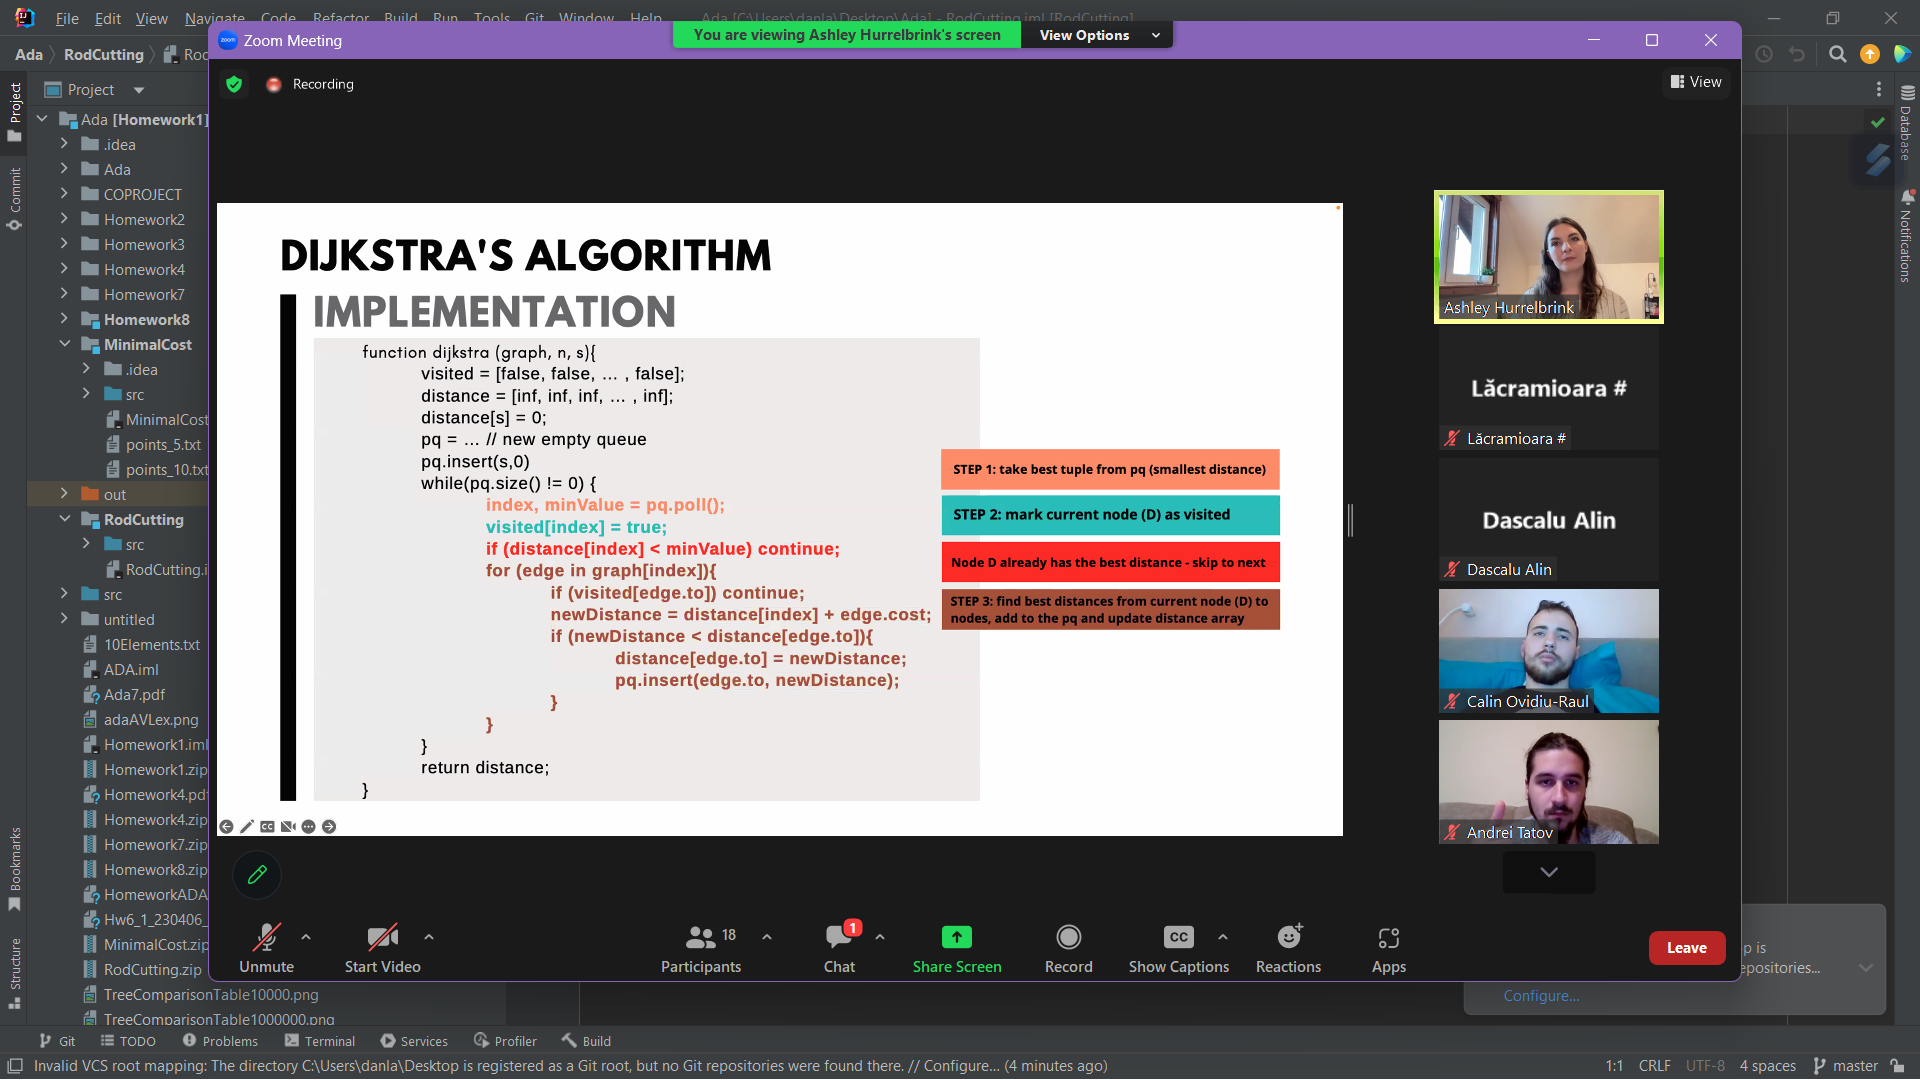 File Edit View Navigate Code Refactor Build Run Tools Git Window Help Ada [C:\Users\danla\Desktop\Ada] - RodCutting.iml [RodCutting]
Ada RodCutting
Zoom Meeting
You are viewing Ashley Hurrelbrink's screen View Options
Recording
View
Project
Project
Commit
Bookmarks
Structure
Database
Notifications
Ada [Homework1]
.idea
Ada
COPROJECT
Homework2
Homework3
Homework4
Homework7
Homework8
MinimalCost
.idea
src
MinimalCost
points_5.txt
points_10.txt
out
RodCutting
src
RodCutting.i
src
untitled
10Elements.txt
ADA.iml
Ada7.pdf
adaAVLex.png
Homework1.iml
Homework1.zip
Homework4.pdf
Homework4.zip
Homework7.zip
Homework8.zip
HomeworkADA
Hw6_1_230406_
MinimalCost.zip
RodCutting.zip
TreeComparisonTable10000.png
TreeComparisonTable1000000.png
DIJKSTRA'S ALGORITHM
IMPLEMENTATION
function dijkstra (graph, n, s){
visited = [false, false, ... , false];
distance = [inf, inf, inf, ... , inf];
distance[s] = 0;
pq = ... // new empty queue
pq.insert(s,0)
while(pq.size() != 0) {
index, minValue = pq.poll();
visited[index] = true;
if (distance[index] < minValue) continue;
for (edge in graph[index]){
if (visited[edge.to]) continue;
newDistance = distance[index] + edge.cost;
if (newDistance < distance[edge.to]){
distance[edge.to] = newDistance;
pq.insert(edge.to, newDistance);
}
}
}
return distance;
}
STEP 1: take best tuple from pq (smallest distance)
STEP 2: mark current node (D) as visited
Node D already has the best distance - skip to next
STEP 3: find best distances from current node (D) to
nodes, add to the pq and update distance array
Ashley Hurrelbrink
Lăcramioara #
Lăcramioara #
Dascalu Alin
Dascalu Alin
Calin Ovidiu-Raul
Andrei Tatov
Unmute
Start Video
18
Participants
1
Chat
Share Screen
Record
CC
Show Captions
Reactions
Apps
Leave
p is
epositories...
Configure...
Git TODO Problems Terminal Services Profiler Build
Invalid VCS root mapping: The directory C:\Users\danla\Desktop is registered as a Git root, but no Git repositories were found there. // Configure... (4 minutes ago)
1:1 CRLF UTF-8 4 spaces master